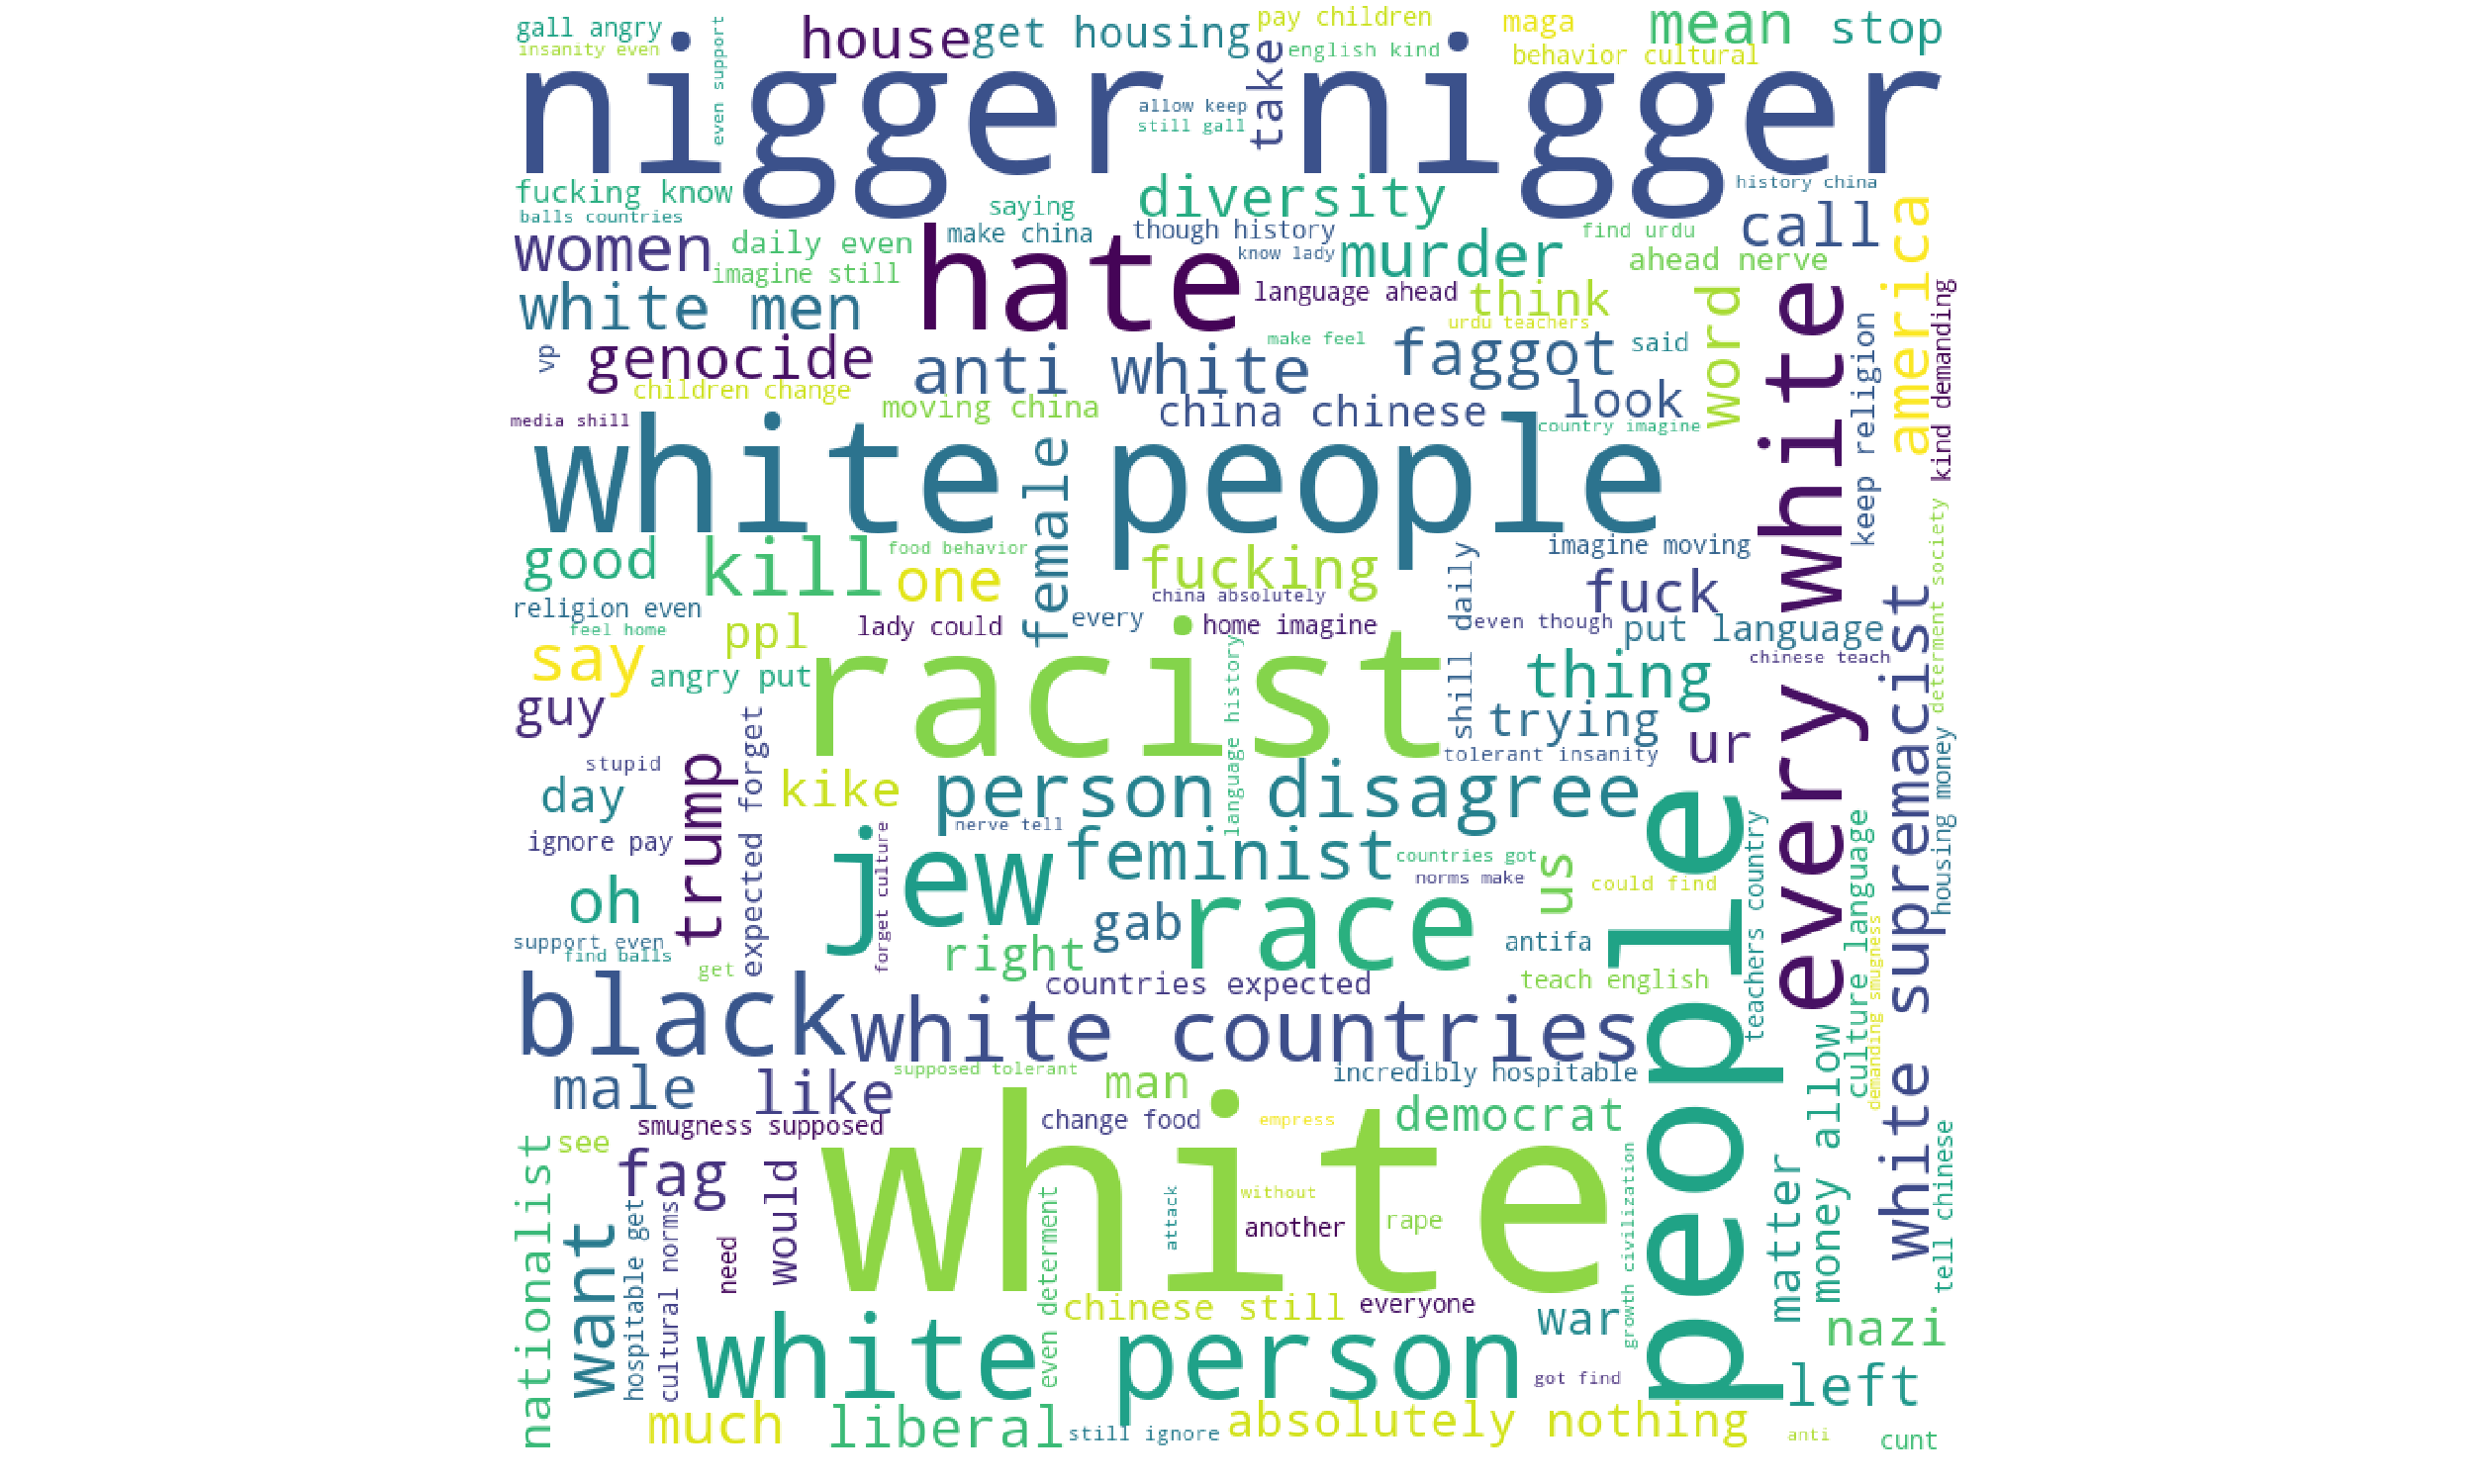 gall angry
insanity even
even support
house
get housing
pay children
english kind
maga
behavior cultural
mean
stop
nigger nigger
allow keep
still gall
take
fucking know
balls countries
saying
diversity
history china
women
daily even
make china
though history
know lady
murder
find urdu
call
america
imagine still
hate
ahead nerve
white men
language ahead
think
word
every white
kind demanding
vp
genocide
anti white
make feel
urdu teachers
faggot
said
keep religion
children change
moving china
china chinese
look
media shill
white people
female
country imagine
good
kill
food behavior
one
fucking
imagine moving
determent society
religion even
china absolutely
fuck
feel home
ppl
lady could
every
home imagine
shill daily
even though
put language
white supremacist
say
angry put
racist
language history
thing
chinese teach
guy
expected forget
trying
ur
stupid
trump
tolerant insanity
housing money
day
kike
person disagree
ignore pay
nerve tell
people
forget culture
jew
feminist
countries got
norms make
us
could find
teachers country
culture language
oh
gab
race
support even
find balls
get
right
antifa
demanding smugness
black
countries expected
teach english
white countries
male
like
supposed tolerant
man
incredibly hospitable
money allow
smugness supposed
change food
empress
democrat
nationalist
see
white
tell chinese
fag
would
growth civilization
matter
want
hospitable get
cultural norms
need
even determent
attack
without
another
rape
chinese still
everyone
war
nazi
white person
got find
left
much
liberal
still ignore
absolutely nothing
anti
cunt